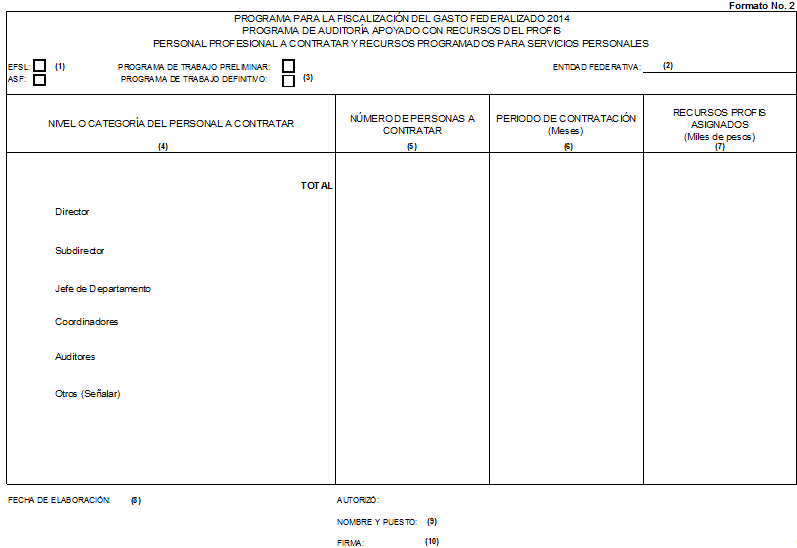 Formato No. 2
PROGRAMA PARA LA FISCALIZACIÓN DEL GASTO FEDERALIZADO 2014
PROGRAMA DE AUDITORÍA APOYADO CON RECURSOS DEL PROFIS
PERSONAL PROFESIONAL A CONTRATAR Y RECURSOS PROGRAMADOS PARA SERVICIOS PERSONALES
EFSL: (1) PROGRAMA DE TRABAJO PRELIMINAR: ENTIDAD FEDERATIVA: (2)
ASF: PROGRAMA DE TRABAJO DEFINITIVO: (3)
NIVEL O CATEGORÍA DEL PERSONAL A CONTRATAR
(4)
NÚMERO DE PERSONAS A
CONTRATAR
(5)
PERIODO DE CONTRATACIÓN
(Meses)
(6)
RECURSOS PROFIS
ASIGNADOS
(Miles de pesos)
(7)
TOTAL
Director
Subdirector
Jefe de Departamento
Coordinadores
Auditores
Otros (Señalar)
FECHA DE ELABORACIÓN: (8) AUTORIZÓ:
NOMBRE Y PUESTO: (9)
FIRMA: (10)